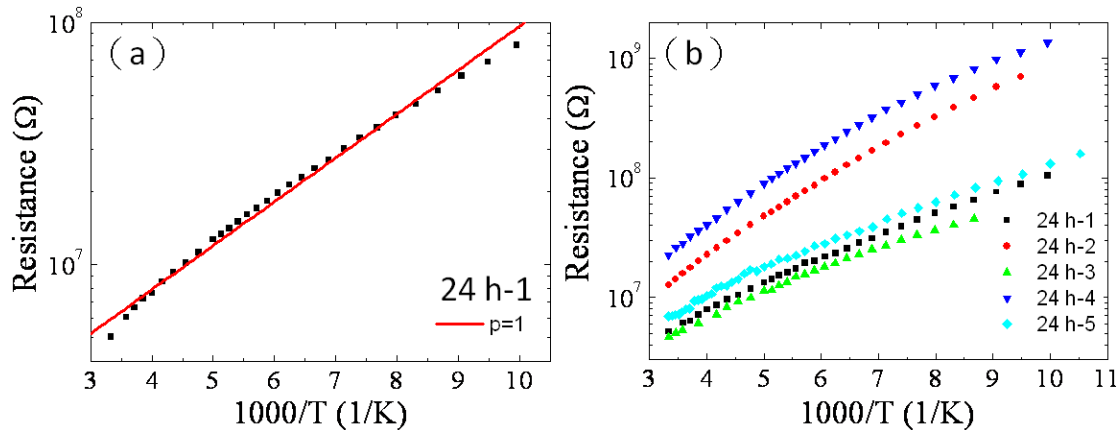 (a)
10⁸
10⁷
Resistance (Ω)
24 h-1
p=1
3 4 5 6 7 8 9 10
1000/T (1/K)
(b)
10⁹
10⁸
10⁷
Resistance (Ω)
24 h-1
24 h-2
24 h-3
24 h-4
24 h-5
3 4 5 6 7 8 9 10 11
1000/T (1/K)